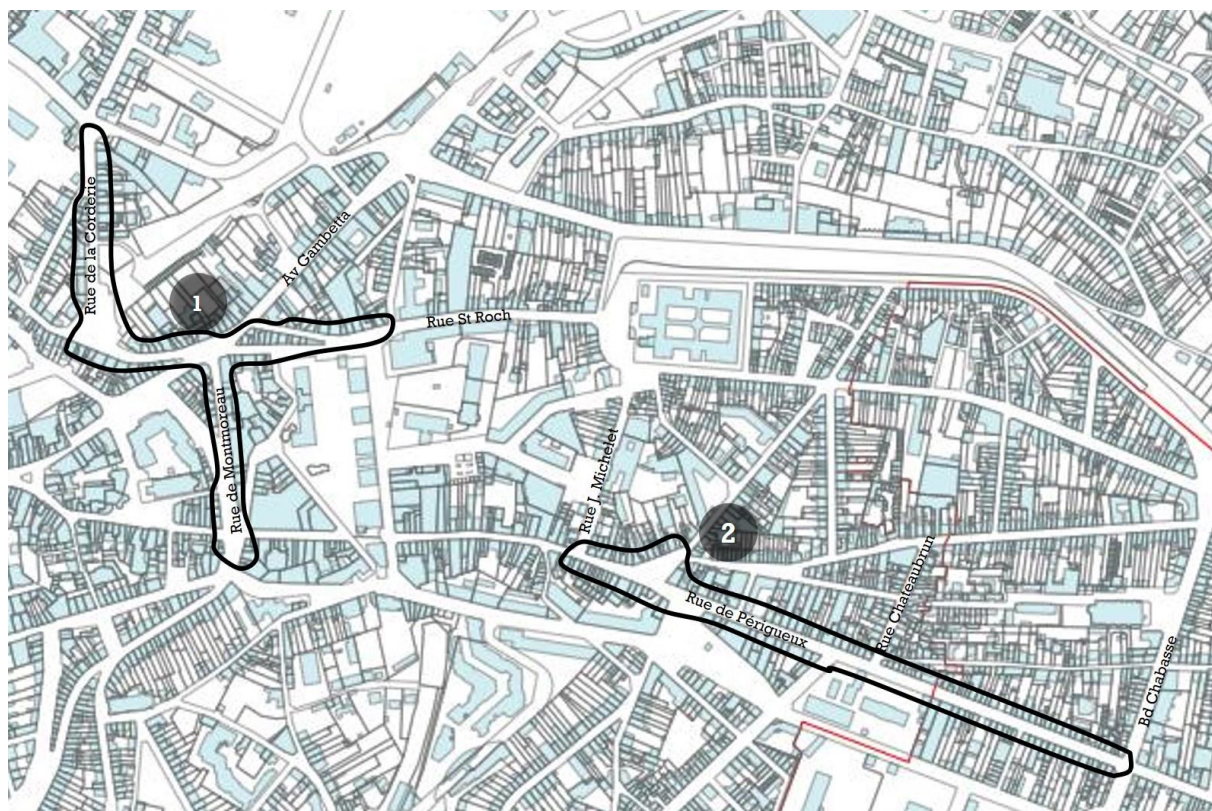 Rue de la Corderie
1
Av Gambetta
Rue St Roch
Rue de Montmoreau
Rue J. Michelet
2
Rue de Périgueux
Rue Chateaubrun
Bd Chabasse